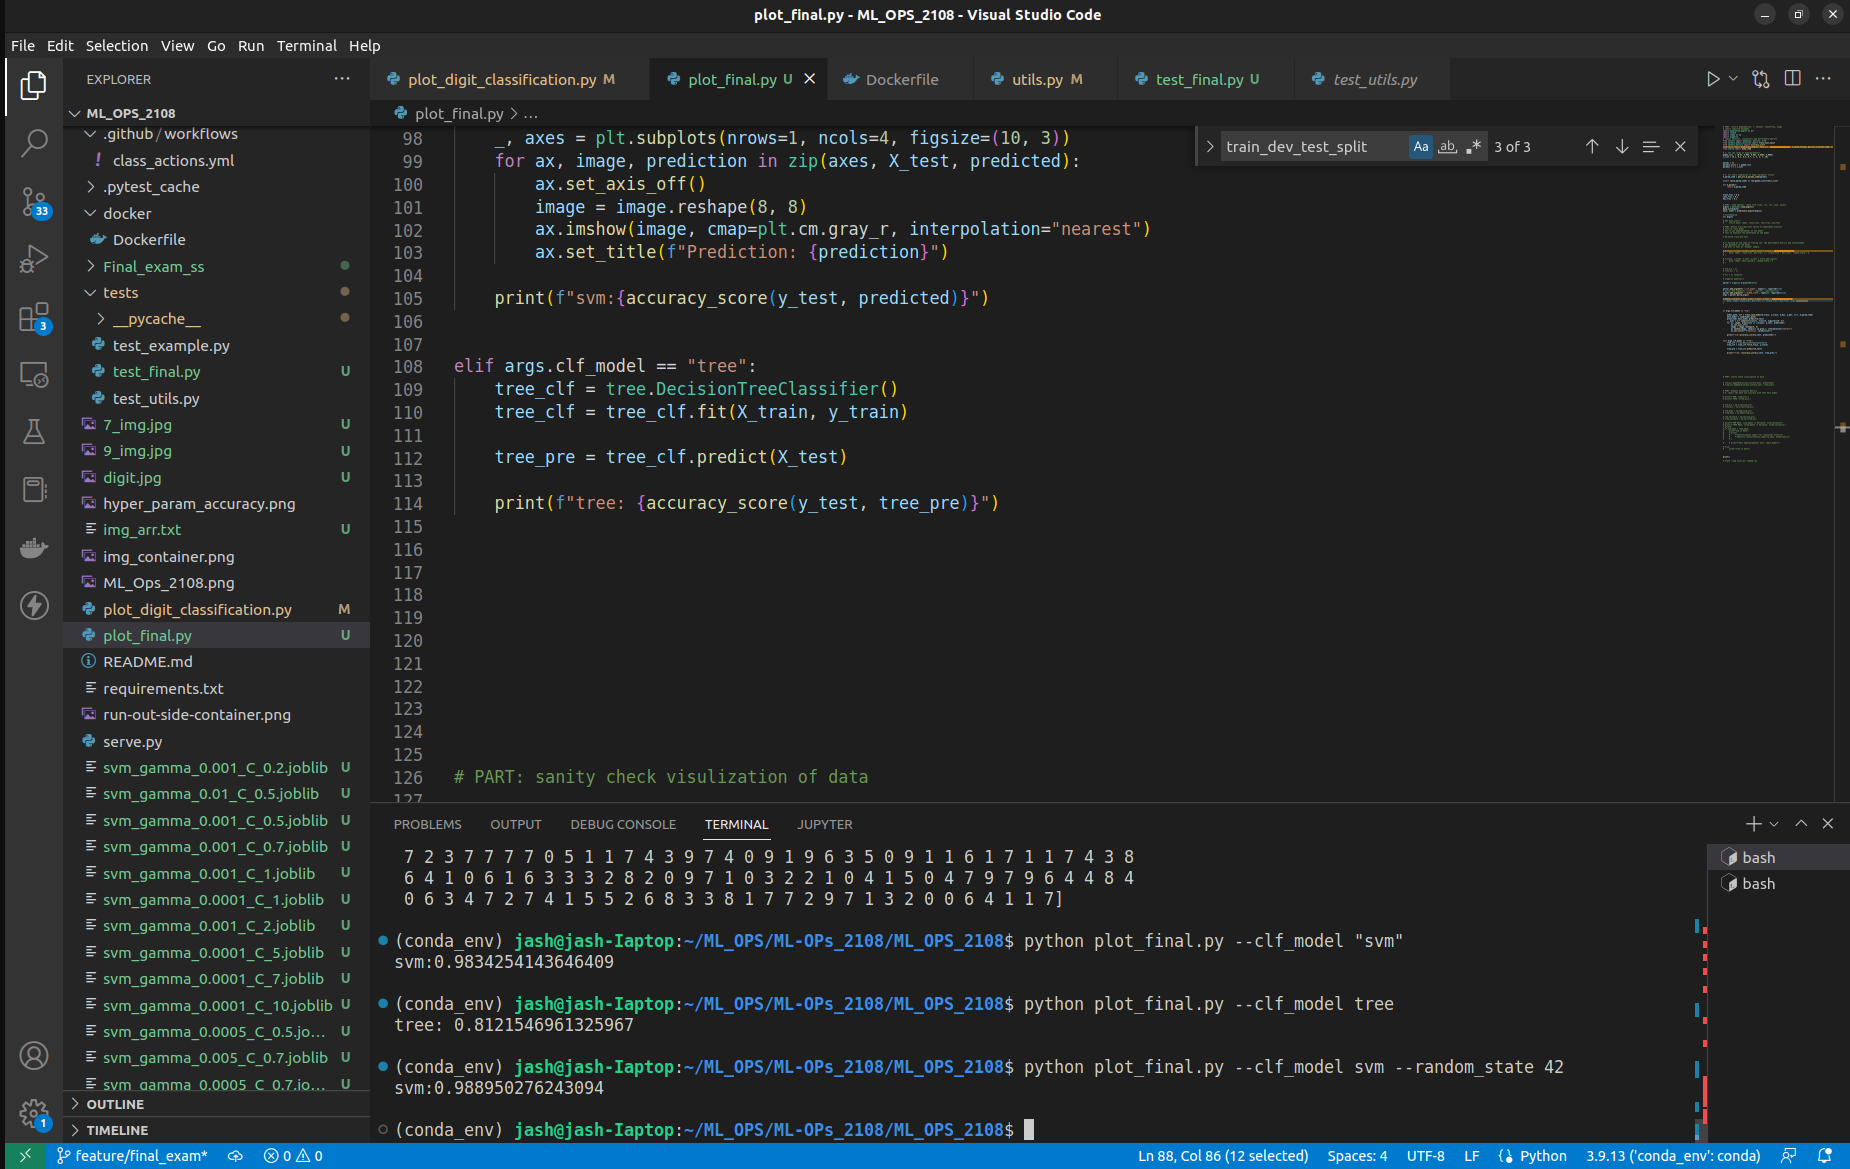 plot_final.py - ML_OPS_2108 - Visual Studio Code
File Edit Selection View Go Run Terminal Help
EXPLORER
ML_OPS_2108
.github / workflows
class_actions.yml
.pytest_cache
docker
Dockerfile
Final_exam_ss
tests
__pycache__
test_example.py
test_final.py U
test_utils.py
7_img.jpg U
9_img.jpg U
digit.jpg U
hyper_param_accuracy.png
img_arr.txt U
img_container.png
ML_Ops_2108.png
plot_digit_classification.py M
plot_final.py U
README.md
requirements.txt
run-out-side-container.png
serve.py
svm_gamma_0.001_C_0.2.joblib U
svm_gamma_0.01_C_0.5.joblib U
svm_gamma_0.001_C_0.5.joblib U
svm_gamma_0.001_C_0.7.joblib U
svm_gamma_0.001_C_1.joblib U
svm_gamma_0.0001_C_1.joblib U
svm_gamma_0.001_C_2.joblib U
svm_gamma_0.0001_C_5.joblib U
svm_gamma_0.0001_C_7.joblib U
svm_gamma_0.0001_C_10.joblib U
svm_gamma_0.0005_C_0.5.jo... U
svm_gamma_0.005_C_0.7.joblib U
svm_gamma_0.0005_C_0.7.jo... U
OUTLINE
TIMELINE
33
3
1
plot_digit_classification.py M plot_final.py U Dockerfile utils.py M test_final.py U test_utils.py
plot_final.py > ...
train_dev_test_split Aa ab .* 3 of 3
98 _, axes = plt.subplots(nrows=1, ncols=4, figsize=(10, 3))
99 for ax, image, prediction in zip(axes, X_test, predicted):
100 ax.set_axis_off()
101 image = image.reshape(8, 8)
102 ax.imshow(image, cmap=plt.cm.gray_r, interpolation="nearest")
103 ax.set_title(f"Prediction: {prediction}")
104
105 print(f"svm:{accuracy_score(y_test, predicted)}")
106
107
108 elif args.clf_model == "tree":
109 tree_clf = tree.DecisionTreeClassifier()
110 tree_clf = tree_clf.fit(X_train, y_train)
111
112 tree_pre = tree_clf.predict(X_test)
113
114 print(f"tree: {accuracy_score(y_test, tree_pre)}")
115
116
117
118
119
120
121
122
123
124
125
126 # PART: sanity check visulization of data
127
PROBLEMS OUTPUT DEBUG CONSOLE TERMINAL JUPYTER
7 2 3 7 7 7 7 0 5 1 1 7 4 3 9 7 4 0 9 1 9 6 3 5 0 9 1 1 6 1 7 1 1 7 4 3 8
6 4 1 0 6 1 6 3 3 3 2 8 2 0 9 7 1 0 3 2 2 1 0 4 1 5 0 4 7 9 7 9 6 4 4 8 4
0 6 3 4 7 2 7 4 1 5 5 2 6 8 3 3 8 1 7 7 2 9 7 1 3 2 0 0 6 4 1 1 7]
(conda_env) jash@jash-Iaptop:~/ML_OPS/ML-OPs_2108/ML_OPS_2108$ python plot_final.py --clf_model "svm"
svm:0.9834254143646409
(conda_env) jash@jash-Iaptop:~/ML_OPS/ML-OPs_2108/ML_OPS_2108$ python plot_final.py --clf_model tree
tree: 0.8121546961325967
(conda_env) jash@jash-Iaptop:~/ML_OPS/ML-OPs_2108/ML_OPS_2108$ python plot_final.py --clf_model svm --random_state 42
svm:0.988950276243094
(conda_env) jash@jash-Iaptop:~/ML_OPS/ML-OPs_2108/ML_OPS_2108$
bash
bash
feature/final_exam* 0 0 Ln 88, Col 86 (12 selected) Spaces: 4 UTF-8 LF Python 3.9.13 ('conda_env': conda)